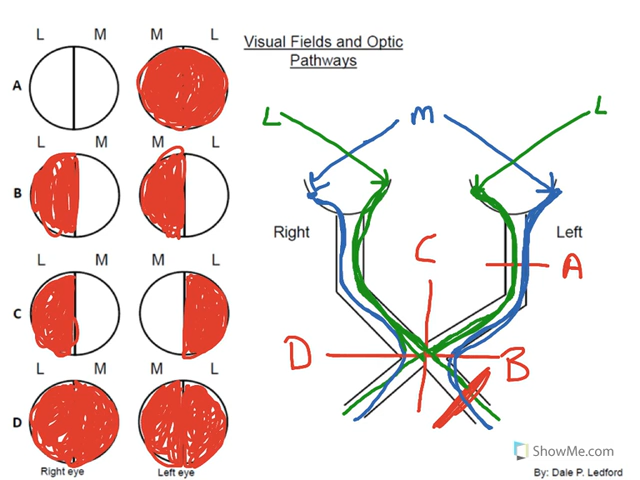 L M M L
Visual Fields and Optic
Pathways
A
L M
L
L M M L
B
Right
Left
C
A
L M M L
C
D
B
L M M L
D
Right eye
Left eye
ShowMe.com
By: Dale P. Ledford